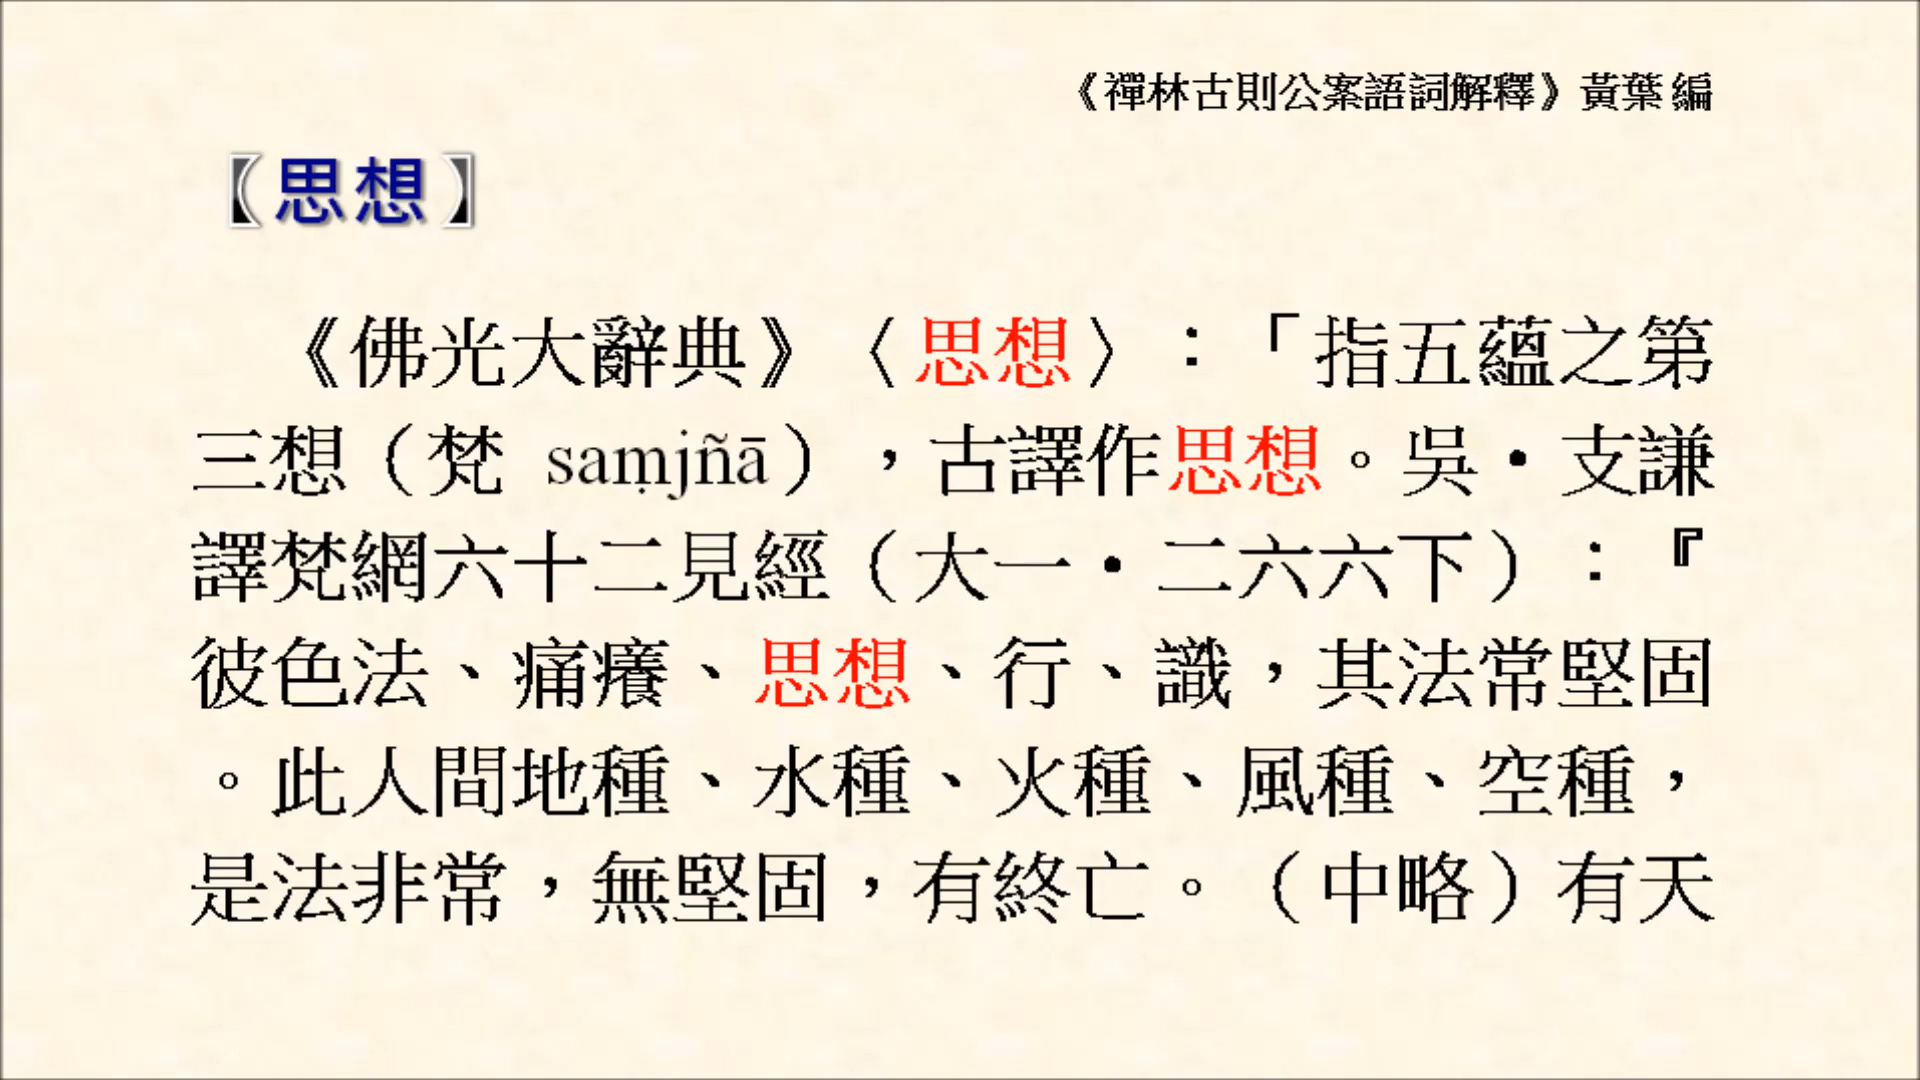 《禪林古則公案語詞解釋》黃葉 編
【思想】
《佛光大辭典》〈思想〉：「指五蘊之第
三想（梵 saṃjñā），古譯作思想。吳·支謙
譯梵網六十二見經（大一·二六六下）：『
彼色法、痛癢、思想、行、識，其法常堅固
。此人間地種、水種、火種、風種、空種，
是法非常，無堅固，有終亡。（中略）有天